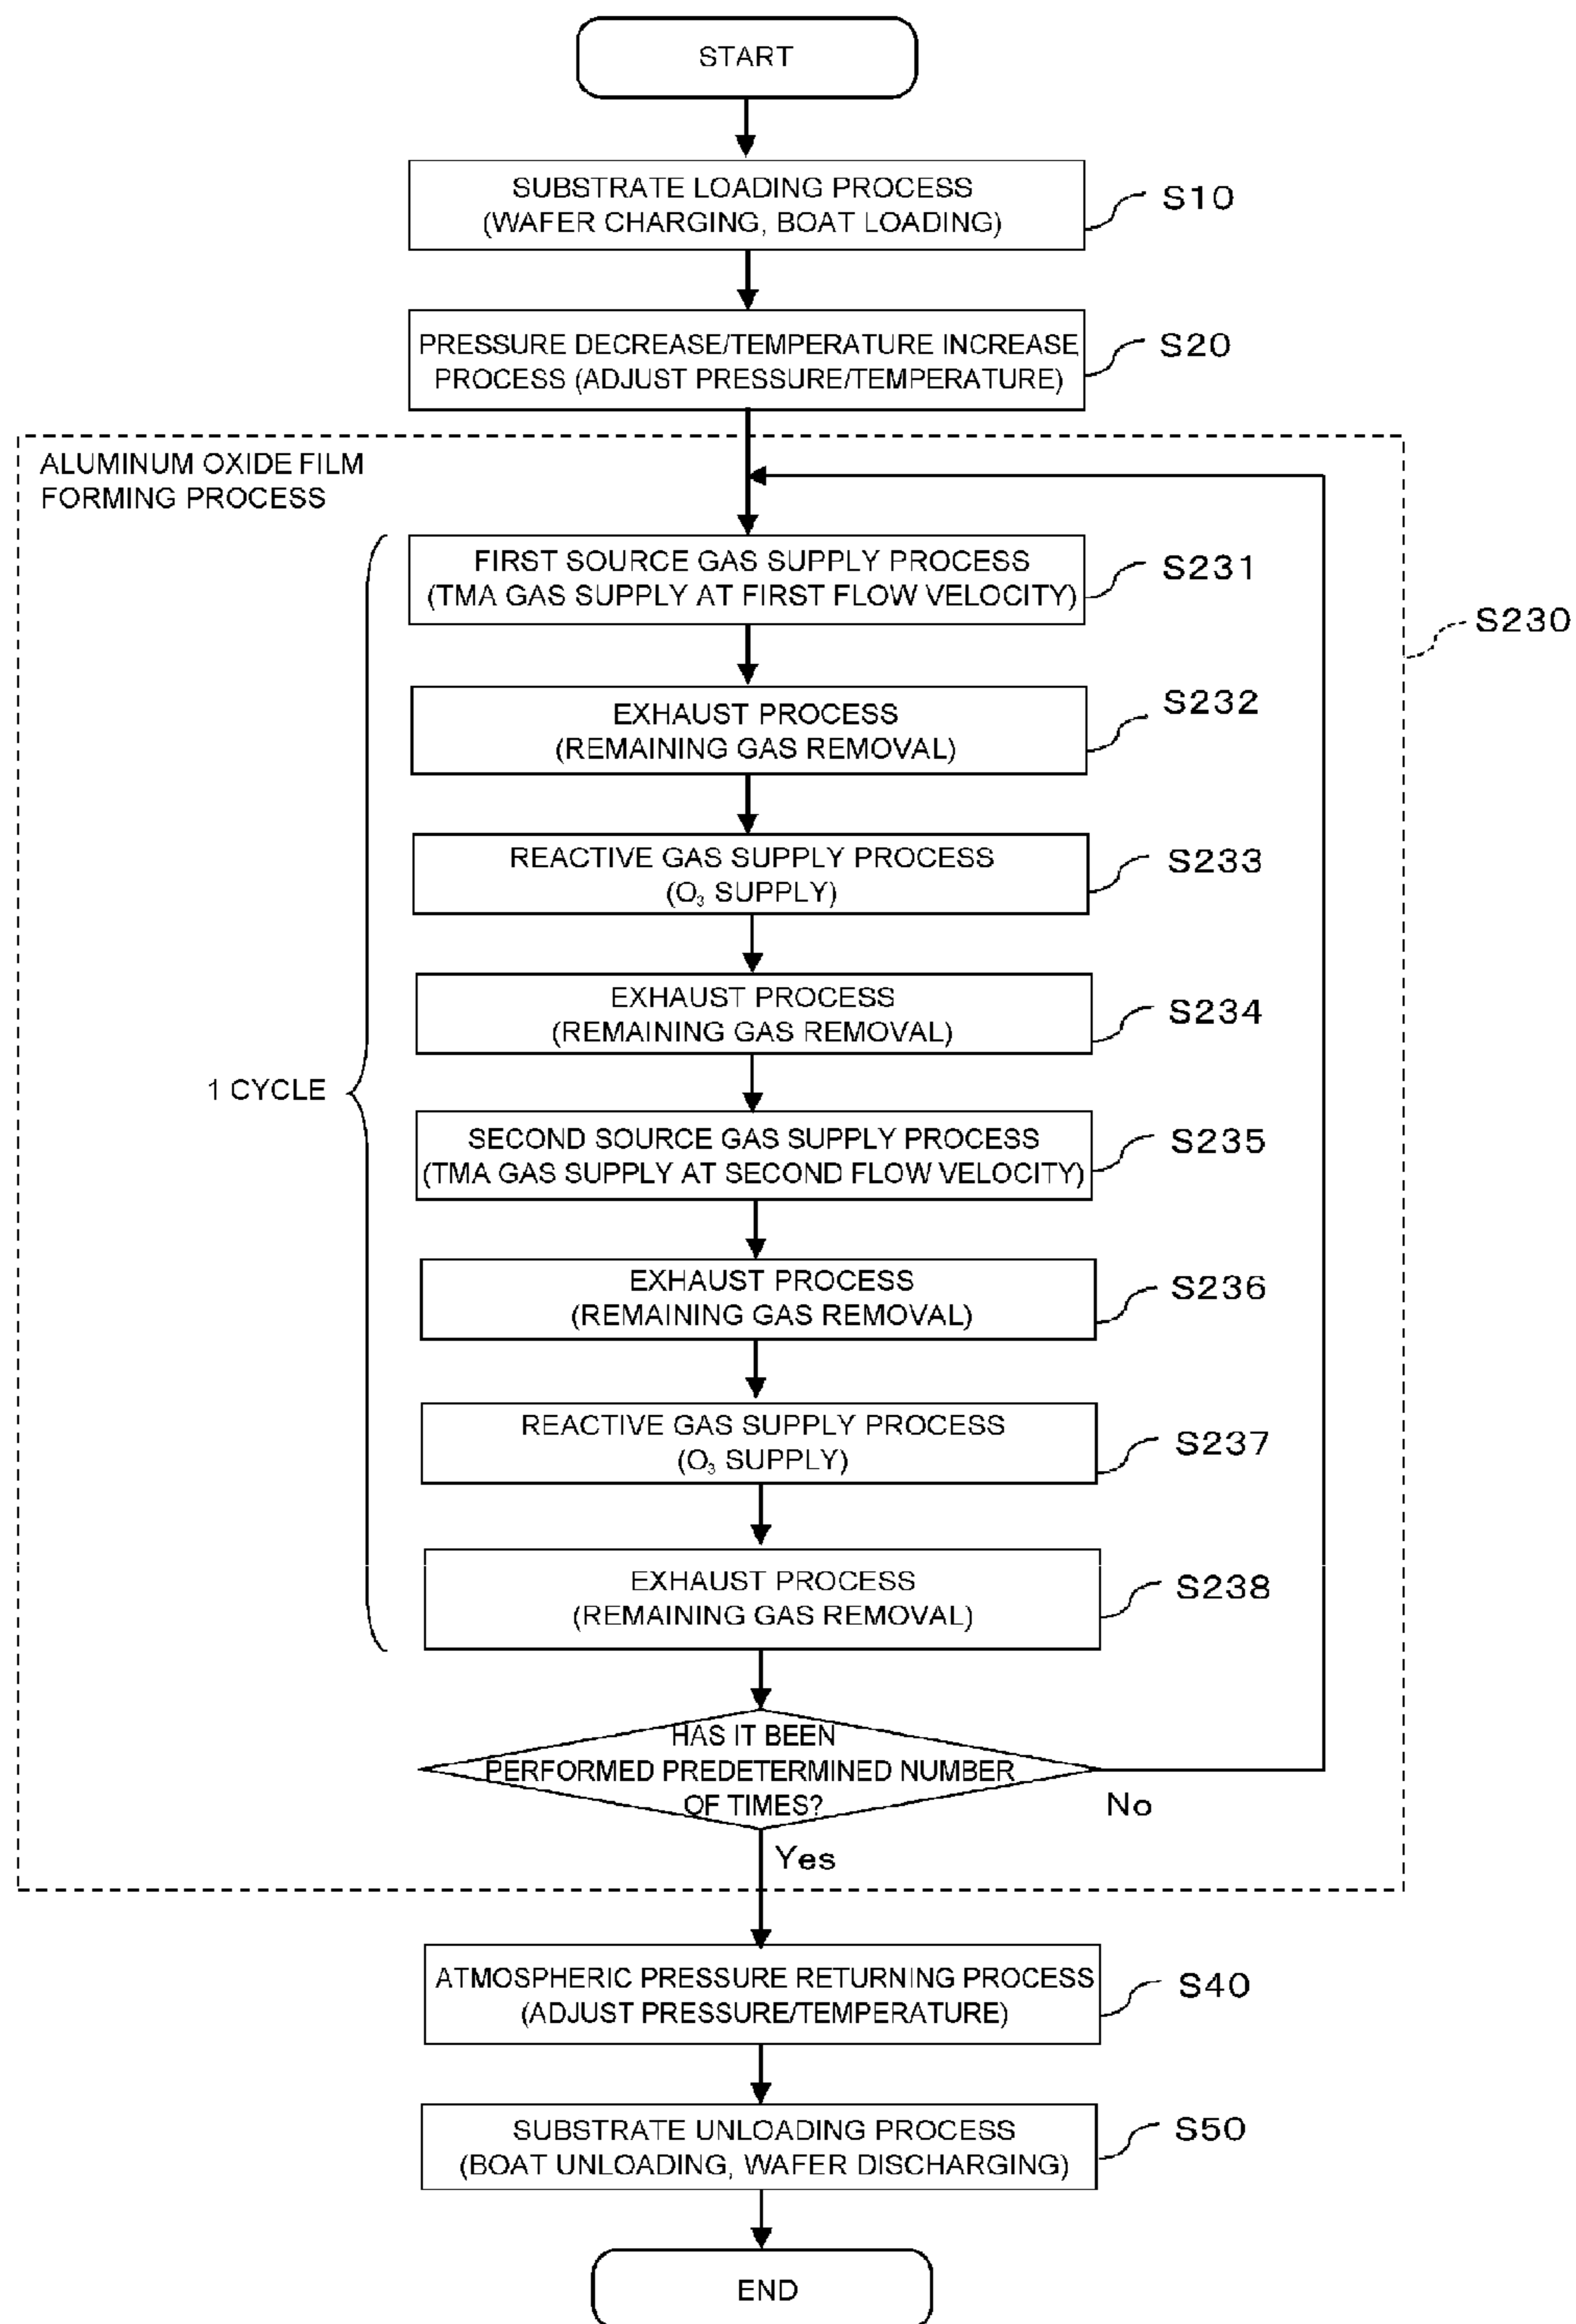 START
SUBSTRATE LOADING PROCESS
(WAFER CHARGING, BOAT LOADING)
S10
PRESSURE DECREASE/TEMPERATURE INCREASE
PROCESS (ADJUST PRESSURE/TEMPERATURE)
S20
ALUMINUM OXIDE FILM
FORMING PROCESS
FIRST SOURCE GAS SUPPLY PROCESS
(TMA GAS SUPPLY AT FIRST FLOW VELOCITY)
S231
S230
EXHAUST PROCESS
(REMAINING GAS REMOVAL)
S232
REACTIVE GAS SUPPLY PROCESS
(O₃ SUPPLY)
S233
EXHAUST PROCESS
(REMAINING GAS REMOVAL)
S234
1 CYCLE
SECOND SOURCE GAS SUPPLY PROCESS
(TMA GAS SUPPLY AT SECOND FLOW VELOCITY)
S235
EXHAUST PROCESS
(REMAINING GAS REMOVAL)
S236
REACTIVE GAS SUPPLY PROCESS
(O₃ SUPPLY)
S237
EXHAUST PROCESS
(REMAINING GAS REMOVAL)
S238
HAS IT BEEN
PERFORMED PREDETERMINED NUMBER
OF TIMES?
No
Yes
ATMOSPHERIC PRESSURE RETURNING PROCESS
(ADJUST PRESSURE/TEMPERATURE)
S40
SUBSTRATE UNLOADING PROCESS
(BOAT UNLOADING, WAFER DISCHARGING)
S50
END